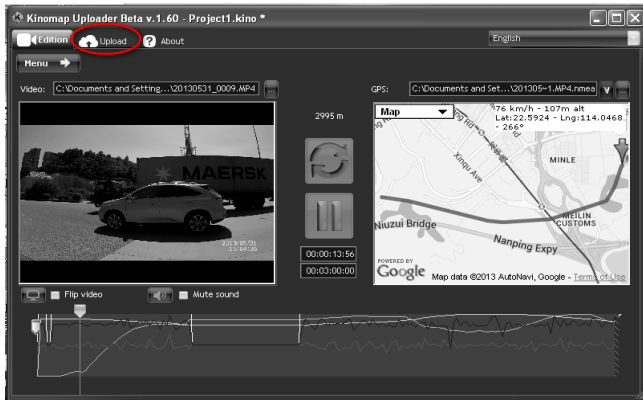 Kinomap Uploader Beta v.1.60 - Project1.kino *
Edition Upload ? About English
Menu
Video: C:\Documents and Setting...\20130531_0009.MP4 ...
GPS: C:\Documents and Set...\201305~1.MP4.nmea v ...
2995 m
MAERSK
2013/05/31
00:00:13:56
00:03:00:00
Map
76 km/h - 107m alt
Lat:22.5924 - Lng:114.0468
- 266°
Xinqu Ave
MINLE
MEILIN
CUSTOMS
Niuzui Bridge
Nanping Expy
POWERED BY
Google Map data ©2013 AutoNavi, Google - Terms of Use
Flip video Mute sound